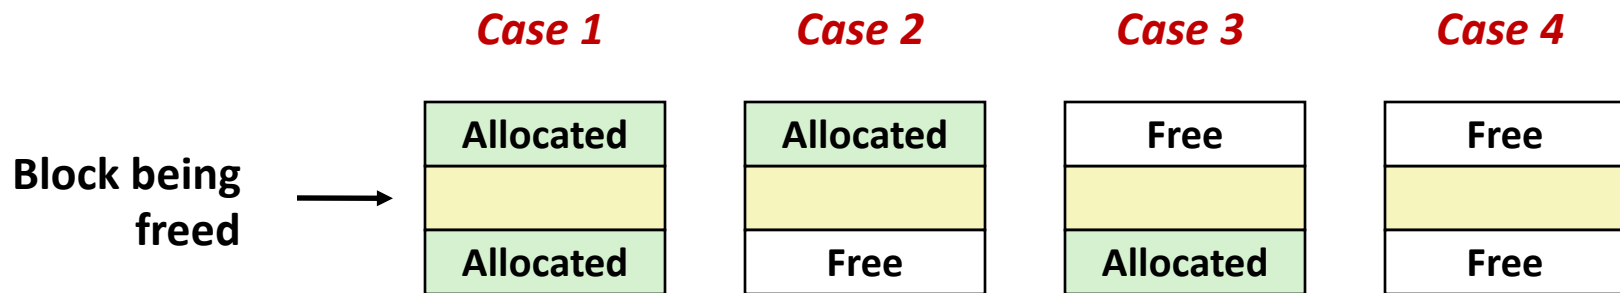 Case 1 Case 2 Case 3 Case 4
Allocated Allocated Free Free
Block being
freed
Allocated Free Allocated Free